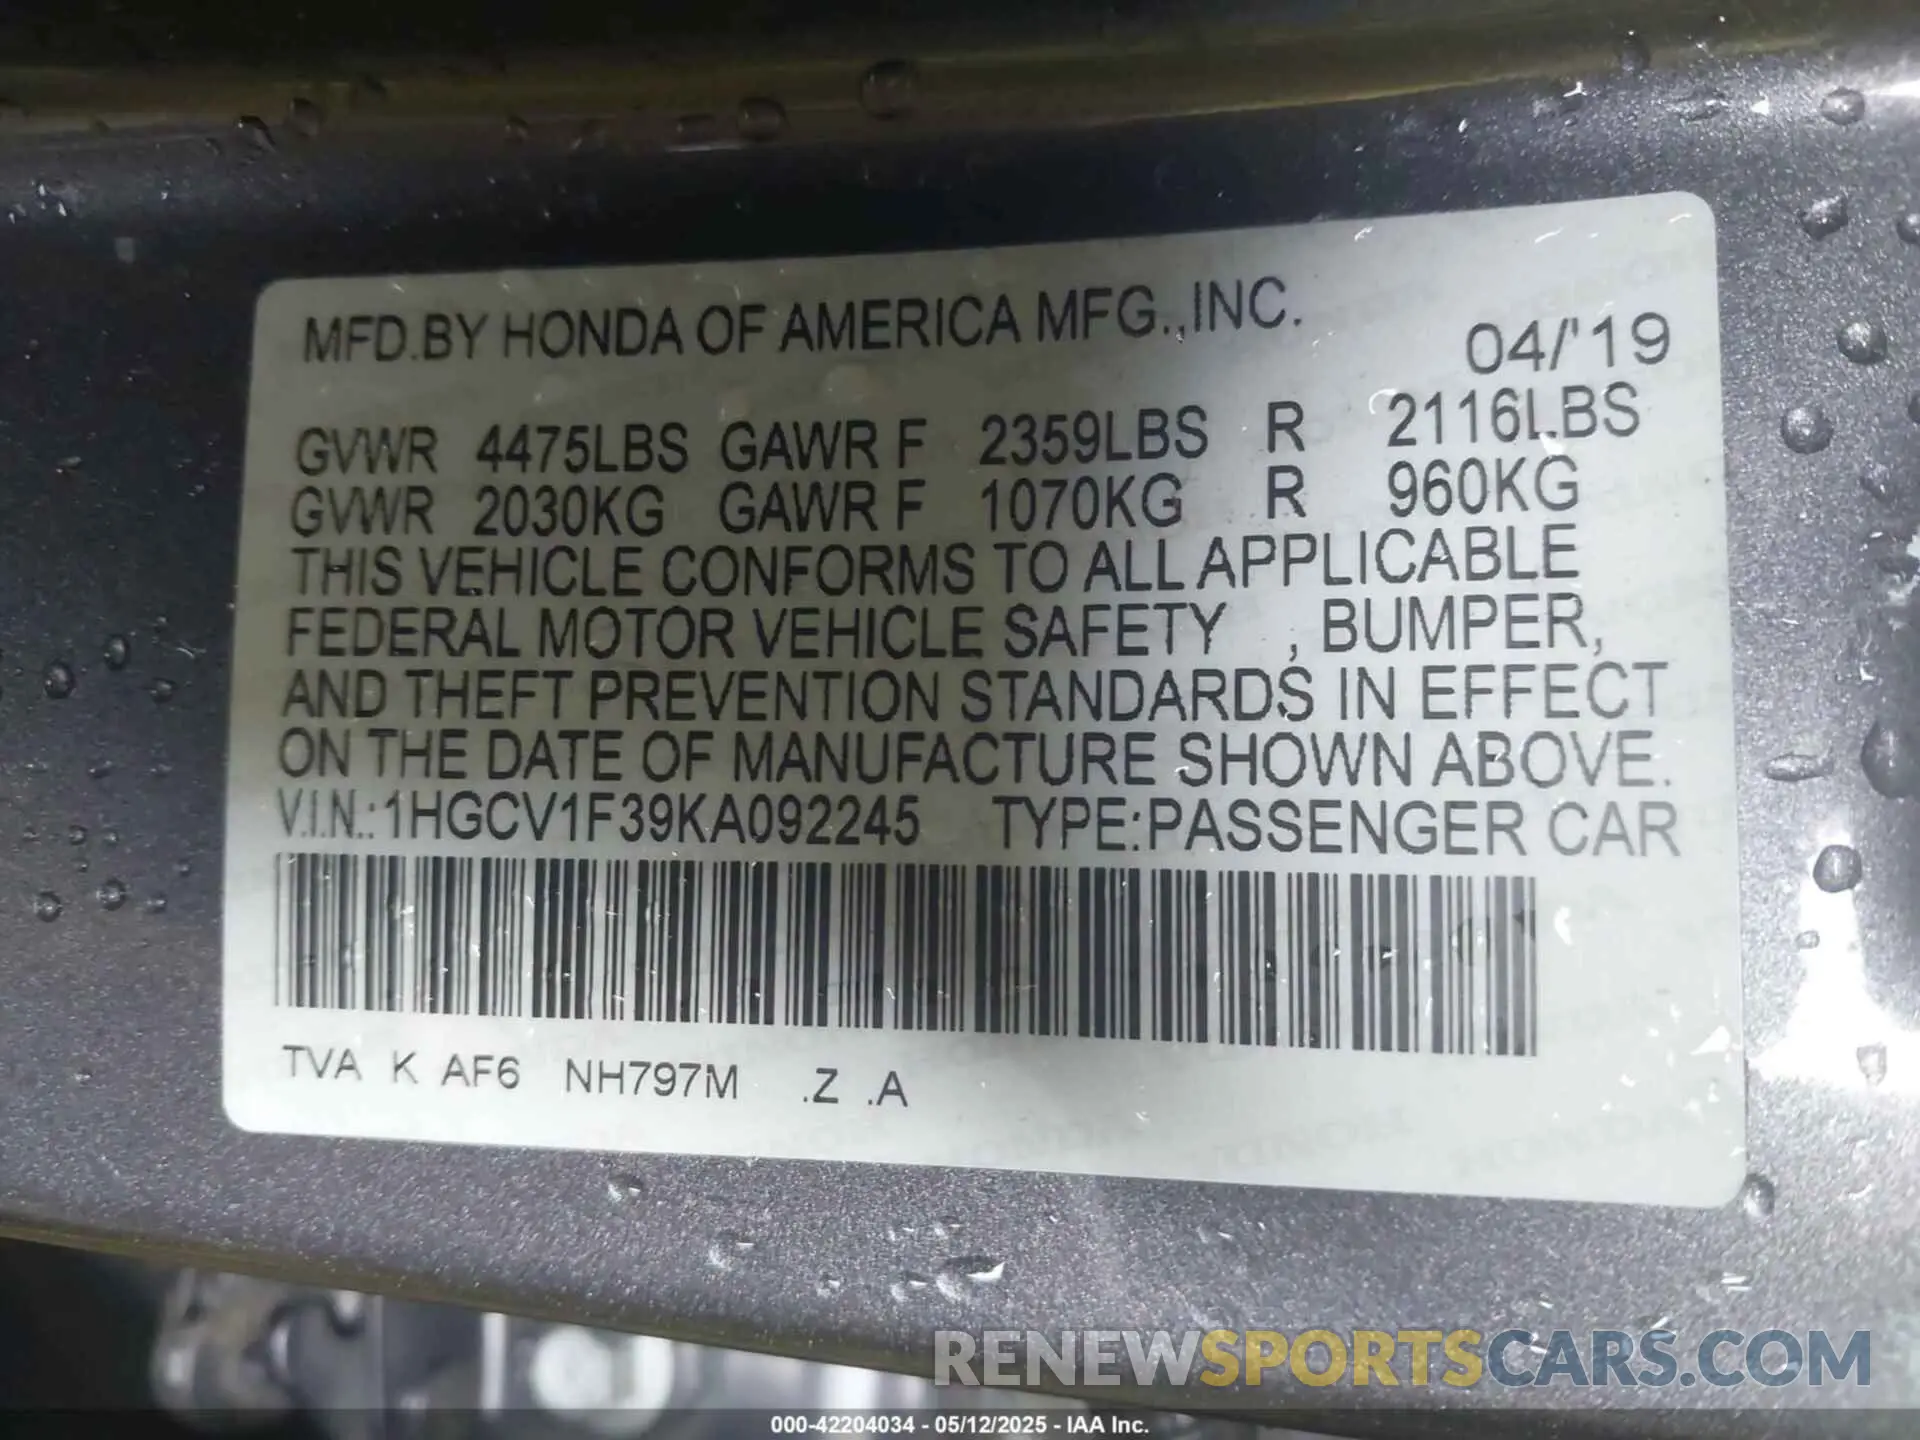 MFD.BY HONDA OF AMERICA MFG.,INC.
04/'19
GVWR 4475LBS GAWR F 2359LBS R 2116LBS
GVWR 2030KG GAWR F 1070KG R 960KG
THIS VEHICLE CONFORMS TO ALL APPLICABLE
FEDERAL MOTOR VEHICLE SAFETY , BUMPER,
AND THEFT PREVENTION STANDARDS IN EFFECT
ON THE DATE OF MANUFACTURE SHOWN ABOVE.
V.I.N.:1HGCV1F39KA092245 TYPE:PASSENGER CAR
TVA K AF6 NH797M .Z .A
RENEWSPORTSCARS.COM
000-42204034 - 05/12/2025 - IAA Inc.